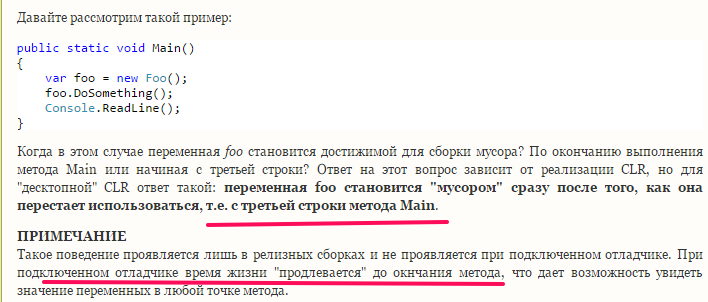 Давайте рассмотрим такой пример:
public static void Main()
{
    var foo = new Foo();
    foo.DoSomething();
    Console.ReadLine();
}
Когда в этом случае переменная foo становится достижимой для сборки мусора? По окончанию выполнения
метода Main или начиная с третьей строки? Ответ на этот вопрос зависит от реализации CLR, но для
"десктопной" CLR ответ такой: переменная foo становится "мусором" сразу после того, как она
перестает использоваться, т.е. с третьей строки метода Main.
ПРИМЕЧАНИЕ
Такое поведение проявляется лишь в релизных сборках и не проявляется при подключенном отладчике. При
подключенном отладчике время жизни "продлевается" до окнчания метода, что дает возможность увидеть
значение переменных в любой точке метода.